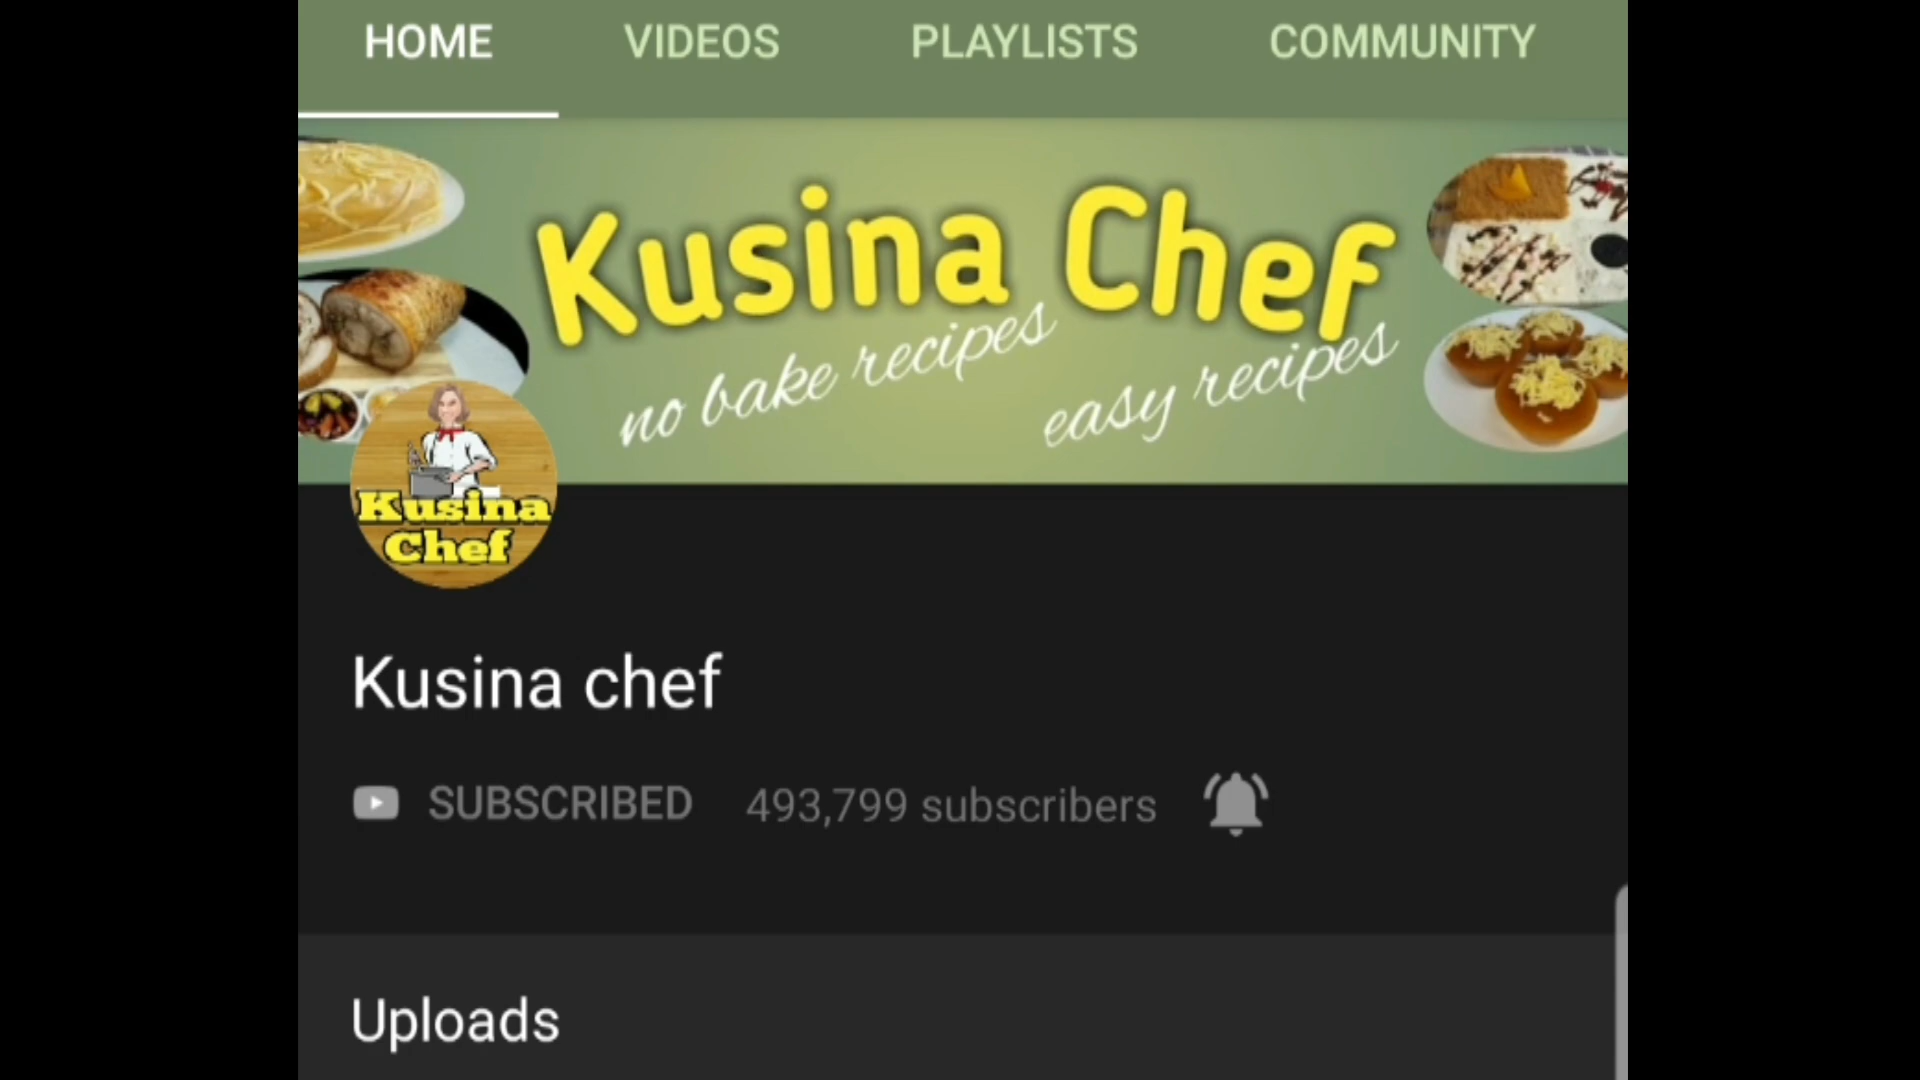 HOME VIDEOS PLAYLISTS COMMUNITY
Kusina Chef
no bake recipes easy recipes
Kusina
Chef
Kusina chef
SUBSCRIBED 493,799 subscribers
Uploads